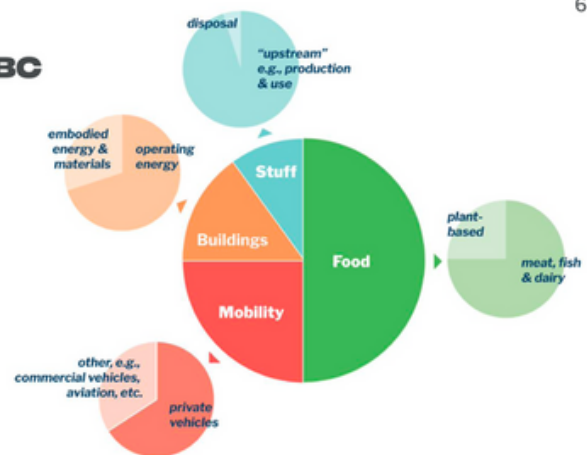 6
BC
disposal
“upstream”
e.g., production
& use
embodied
energy &
materials
operating
energy
Stuff
Buildings
Food
Mobility
plant-
based
meat, fish
& dairy
other, e.g.,
commercial vehicles,
aviation, etc.
private
vehicles